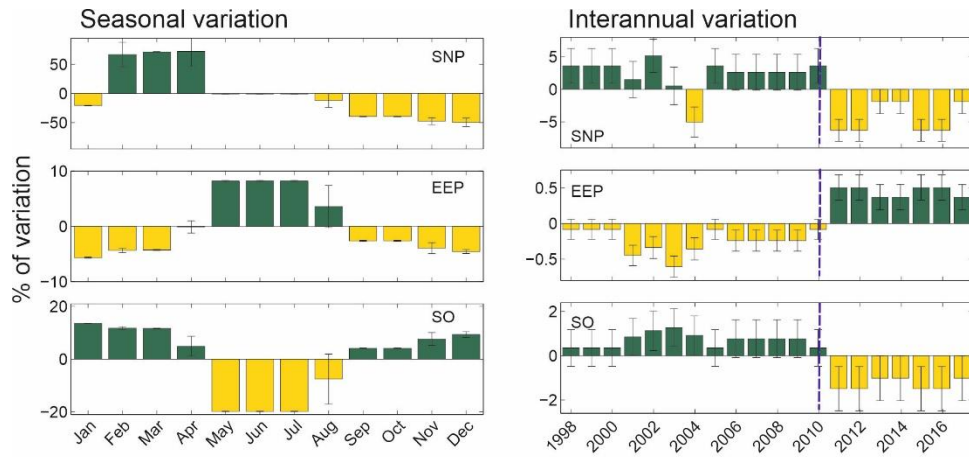 Seasonal variation
Interannual variation
% of variation
SNP
50
0
−50
EEP
10
0
−10
SO
20
0
−20
Jan Feb Mar Apr May Jun Jul Aug Sep Oct Nov Dec
5
0
−5
SNP
EEP
0.5
0
−0.5
SO
2
0
−2
1998 2000 2002 2004 2006 2008 2010 2012 2014 2016